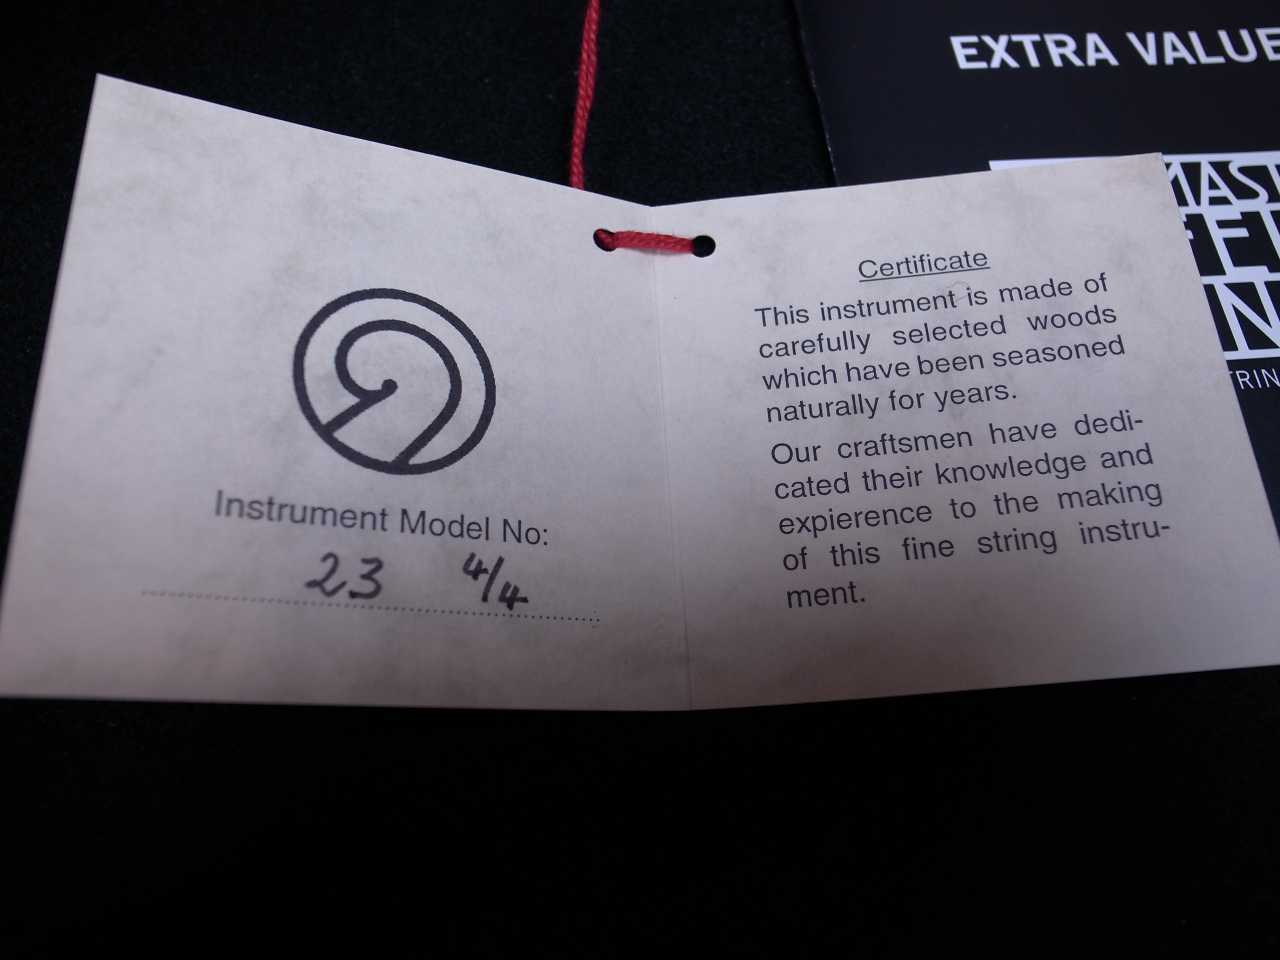 EXTRA VALUE
Instrument Model No:
23 4/4
Certificate
This instrument is made of
carefully selected woods
which have been seasoned
naturally for years.
Our craftsmen have dedi-
cated their knowledge and
expierence to the making
of this fine string instru-
ment.